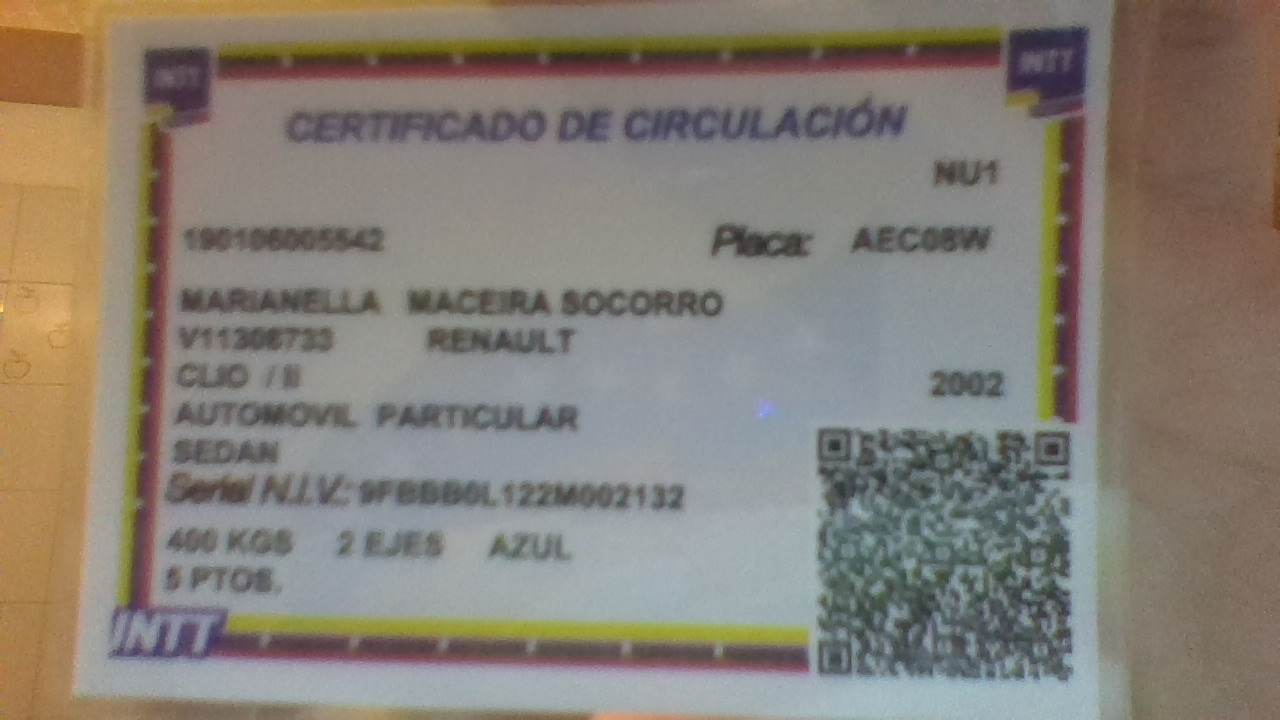 INTT
INTT
CERTIFICADO DE CIRCULACIÓN
NU1
190106005542 Placa: AEC08W
MARIANELLA MACEIRA SOCORRO
V11306733 RENAULT
CLIO / II 2002
AUTOMOVIL PARTICULAR
SEDAN
Serial N.I.V.: 9FBBB0L122M002132
400 KGS 2 EJES AZUL
5 PTOS.
INTT